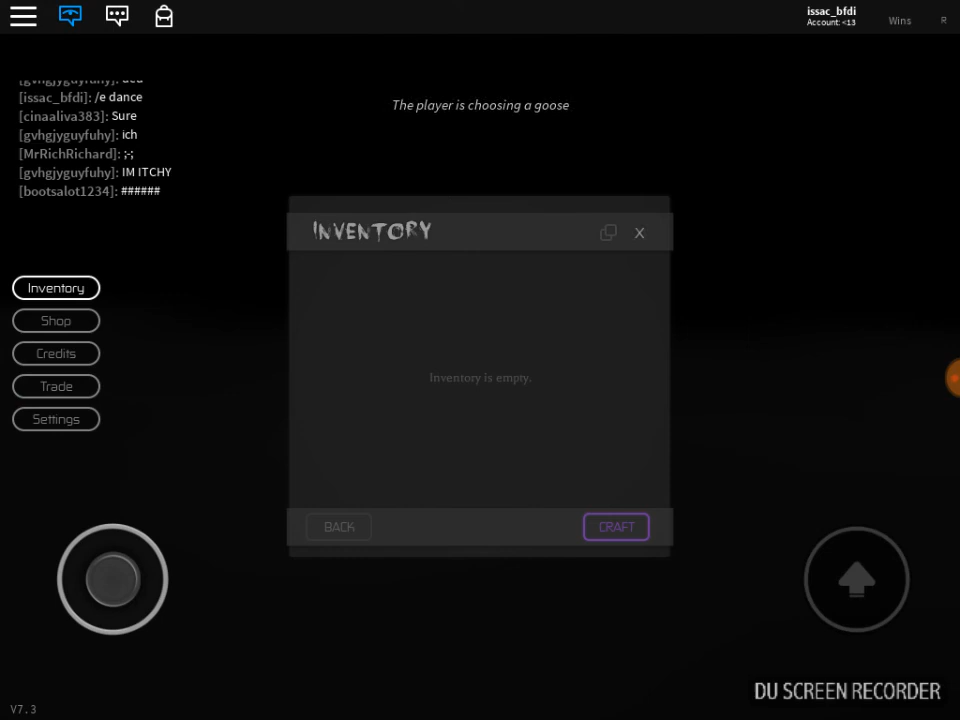 issac_bfdi
Account: <13
Wins
R
[issac_bfdi]: /e dance
[cinaaliva383]: Sure
[gvhgjyguyfuhy]: ich
[MrRichRichard]: ;-;
[gvhgjyguyfuhy]: IM ITCHY
[bootsalot1234]: ######
The player is choosing a goose
INVENTORY
X
Inventory
Shop
Credits
Trade
Settings
Inventory is empty.
BACK
CRAFT
DU SCREEN RECORDER
V7.3